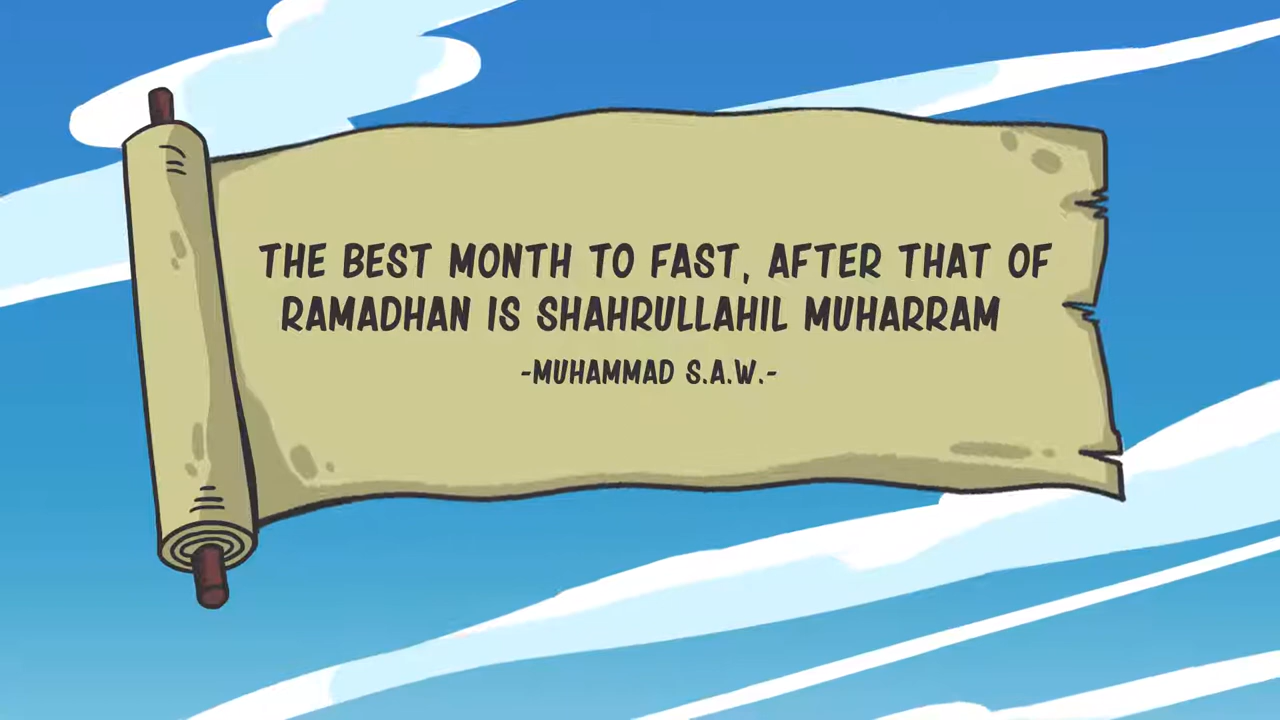 THE BEST MONTH TO FAST, AFTER THAT OF
RAMADHAN IS SHAHRULLAHIL MUHARRAM
-MUHAMMAD S.A.W.-